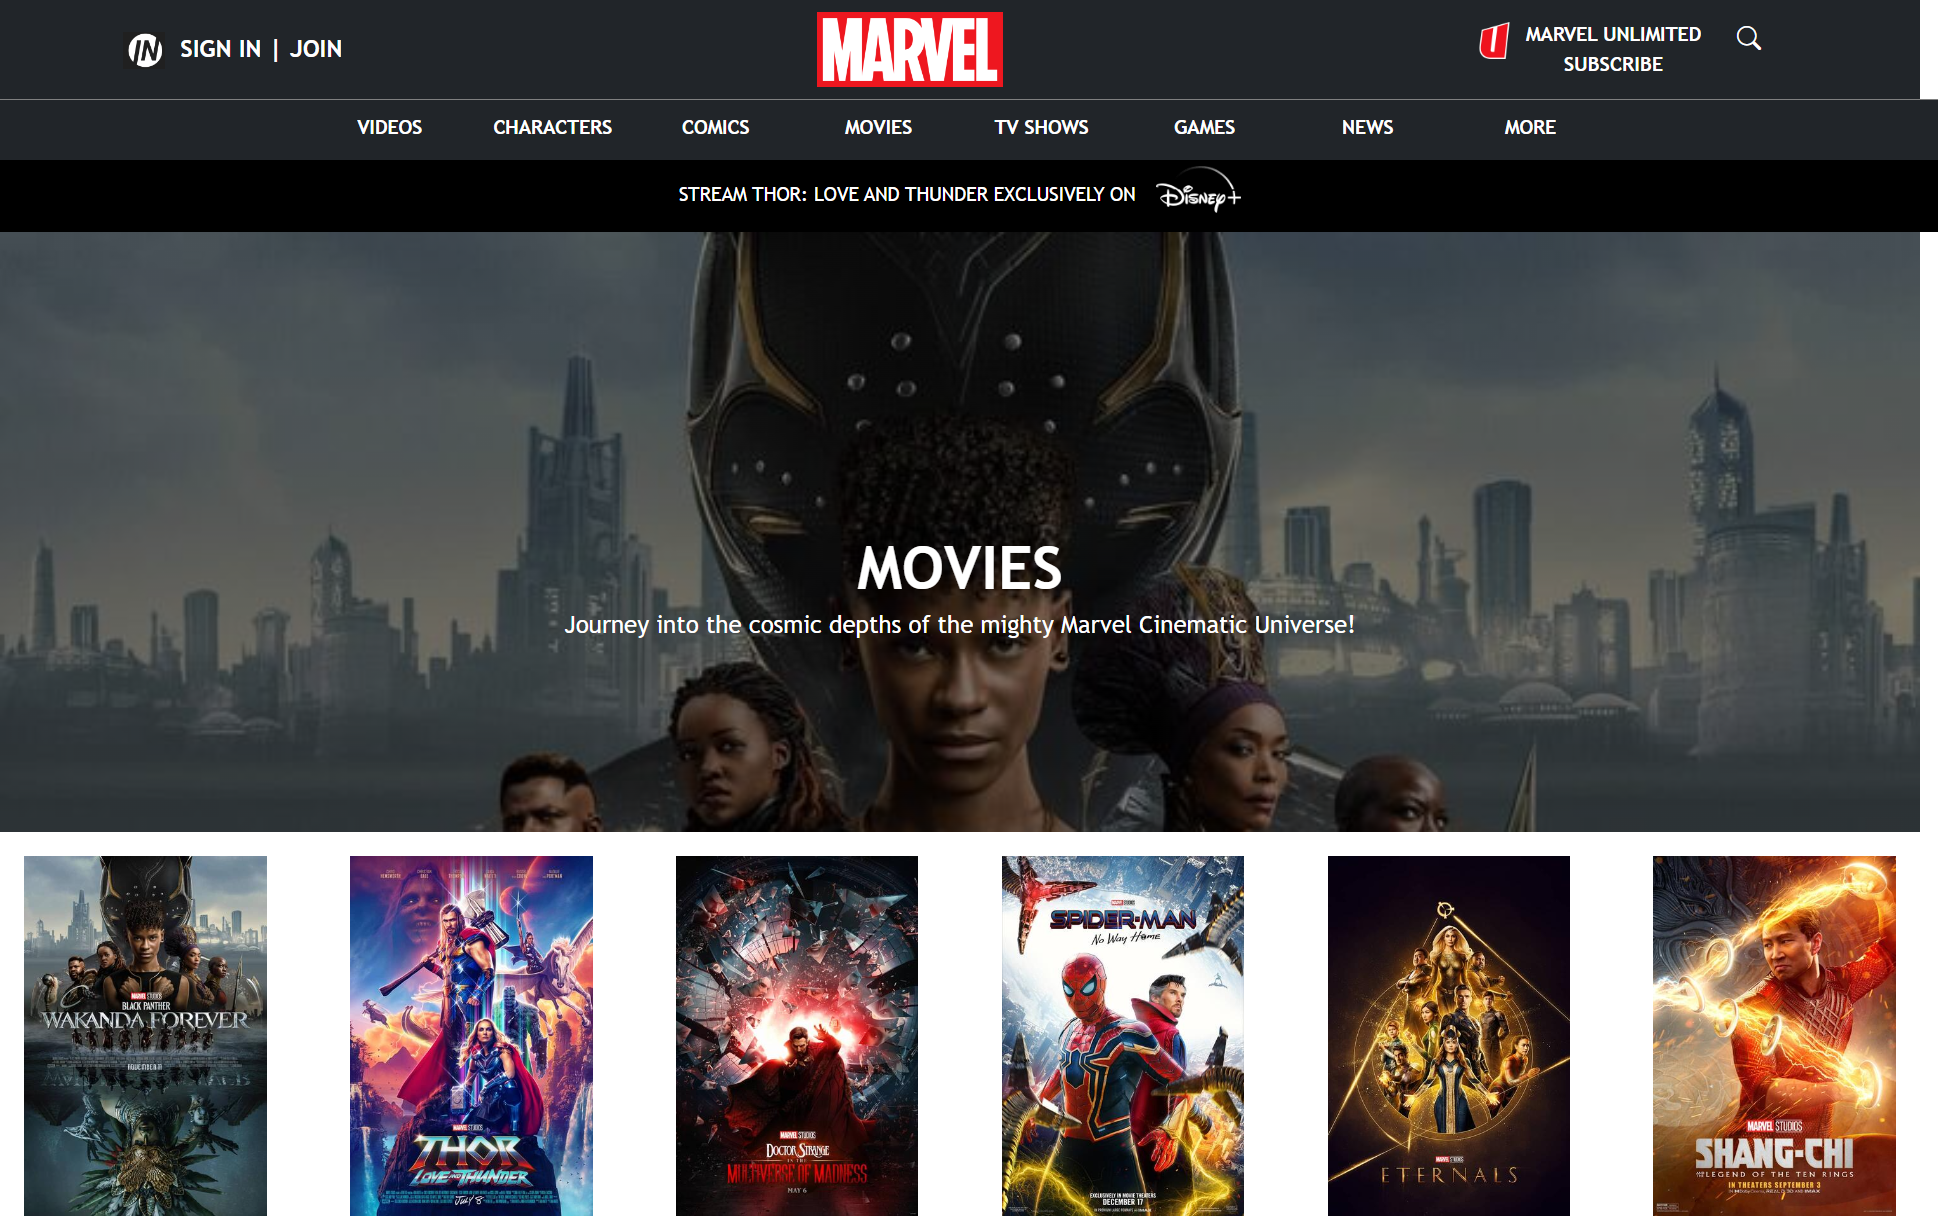 IN SIGN IN | JOIN
MARVEL
MARVEL UNLIMITED
SUBSCRIBE
VIDEOS CHARACTERS COMICS MOVIES TV SHOWS GAMES NEWS MORE
STREAM THOR: LOVE AND THUNDER EXCLUSIVELY ON Disney+
MOVIES
Journey into the cosmic depths of the mighty Marvel Cinematic Universe!
MARVEL STUDIOS
BLACK PANTHER
WAKANDA FOREVER
NOVEMBER 11
MARVEL STUDIOS
THOR
LOVE AND THUNDER
JULY 8
MARVEL STUDIOS
DOCTOR STRANGE
IN THE
MULTIVERSE OF MADNESS
MAY 6
MARVEL STUDIOS
SPIDER-MAN
NO WAY HOME
EXCLUSIVELY IN MOVIE THEATERS
DECEMBER 17
MARVEL STUDIOS
ETERNALS
MARVEL STUDIOS
SHANG-CHI
AND THE LEGEND OF THE TEN RINGS
IN THEATERS SEPTEMBER 3